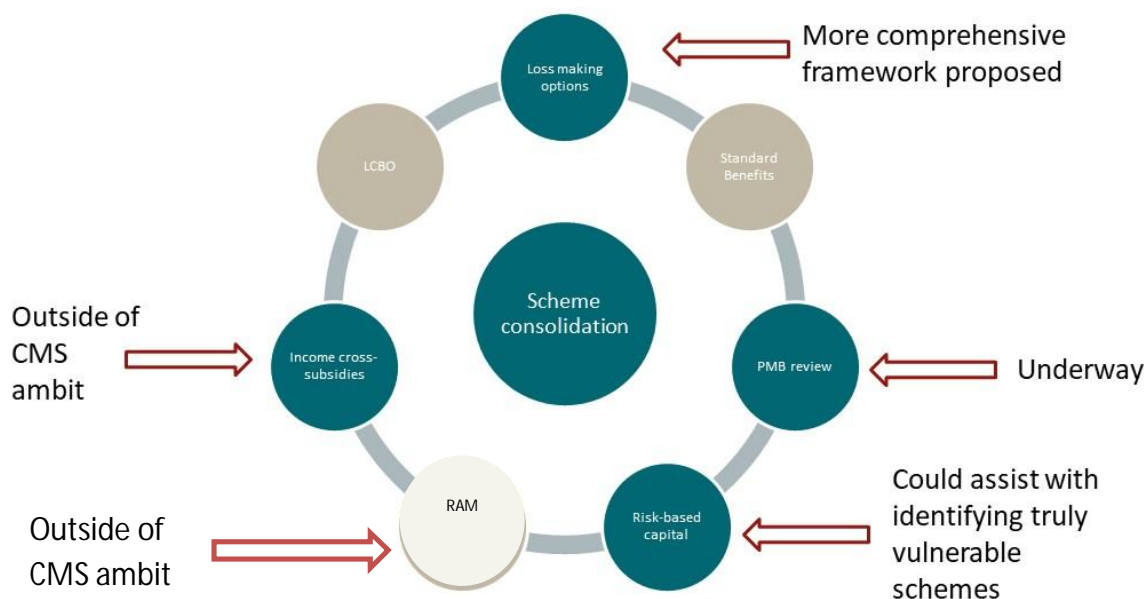 More comprehensive
framework proposed
Loss making
options
LCBO
Standard
Benefits
Scheme
consolidation
Outside of
CMS
ambit
Income cross-
subsidies
PMB review
Underway
RAM
Risk-based
capital
Could assist with
identifying truly
vulnerable
schemes
Outside of
CMS ambit